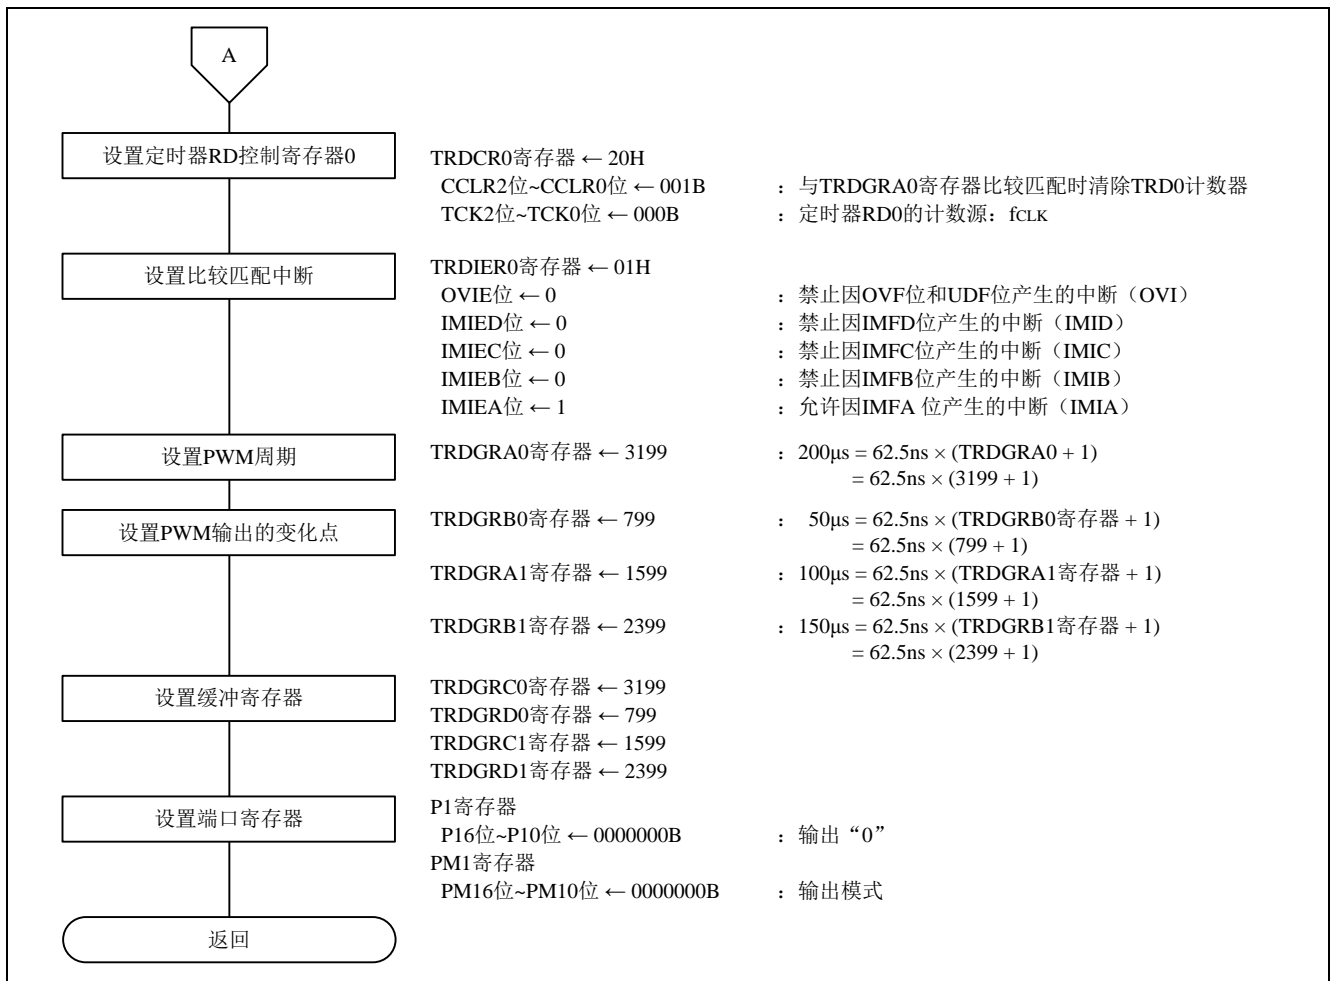 A
设置定时器RD控制寄存器0
TRDCR0寄存器 ← 20H
CCLR2位~CCLR0位 ← 001B ：与TRDGRA0寄存器比较匹配时清除TRD0计数器
TCK2位~TCK0位 ← 000B ：定时器RD0的计数源：fCLK
设置比较匹配中断
TRDIER0寄存器 ← 01H
OVIE位 ← 0 ：禁止因OVF位和UDF位产生的中断（OVI）
IMIED位 ← 0 ：禁止因IMFD位产生的中断（IMID）
IMIEC位 ← 0 ：禁止因IMFC位产生的中断（IMIC）
IMIEB位 ← 0 ：禁止因IMFB位产生的中断（IMIB）
IMIEA位 ← 1 ：允许因IMFA 位产生的中断（IMIA）
设置PWM周期
TRDGRA0寄存器 ← 3199 ：200μs = 62.5ns × (TRDGRA0 + 1)
= 62.5ns × (3199 + 1)
设置PWM输出的变化点
TRDGRB0寄存器 ← 799 ：50μs = 62.5ns × (TRDGRB0寄存器 + 1)
= 62.5ns × (799 + 1)
TRDGRA1寄存器 ← 1599 ：100μs = 62.5ns × (TRDGRA1寄存器 + 1)
= 62.5ns × (1599 + 1)
TRDGRB1寄存器 ← 2399 ：150μs = 62.5ns × (TRDGRB1寄存器 + 1)
= 62.5ns × (2399 + 1)
设置缓冲寄存器
TRDGRC0寄存器 ← 3199
TRDGRD0寄存器 ← 799
TRDGRC1寄存器 ← 1599
TRDGRD1寄存器 ← 2399
设置端口寄存器
P1寄存器
P16位~P10位 ← 0000000B ：输出“0”
PM1寄存器
PM16位~PM10位 ← 0000000B ：输出模式
返回